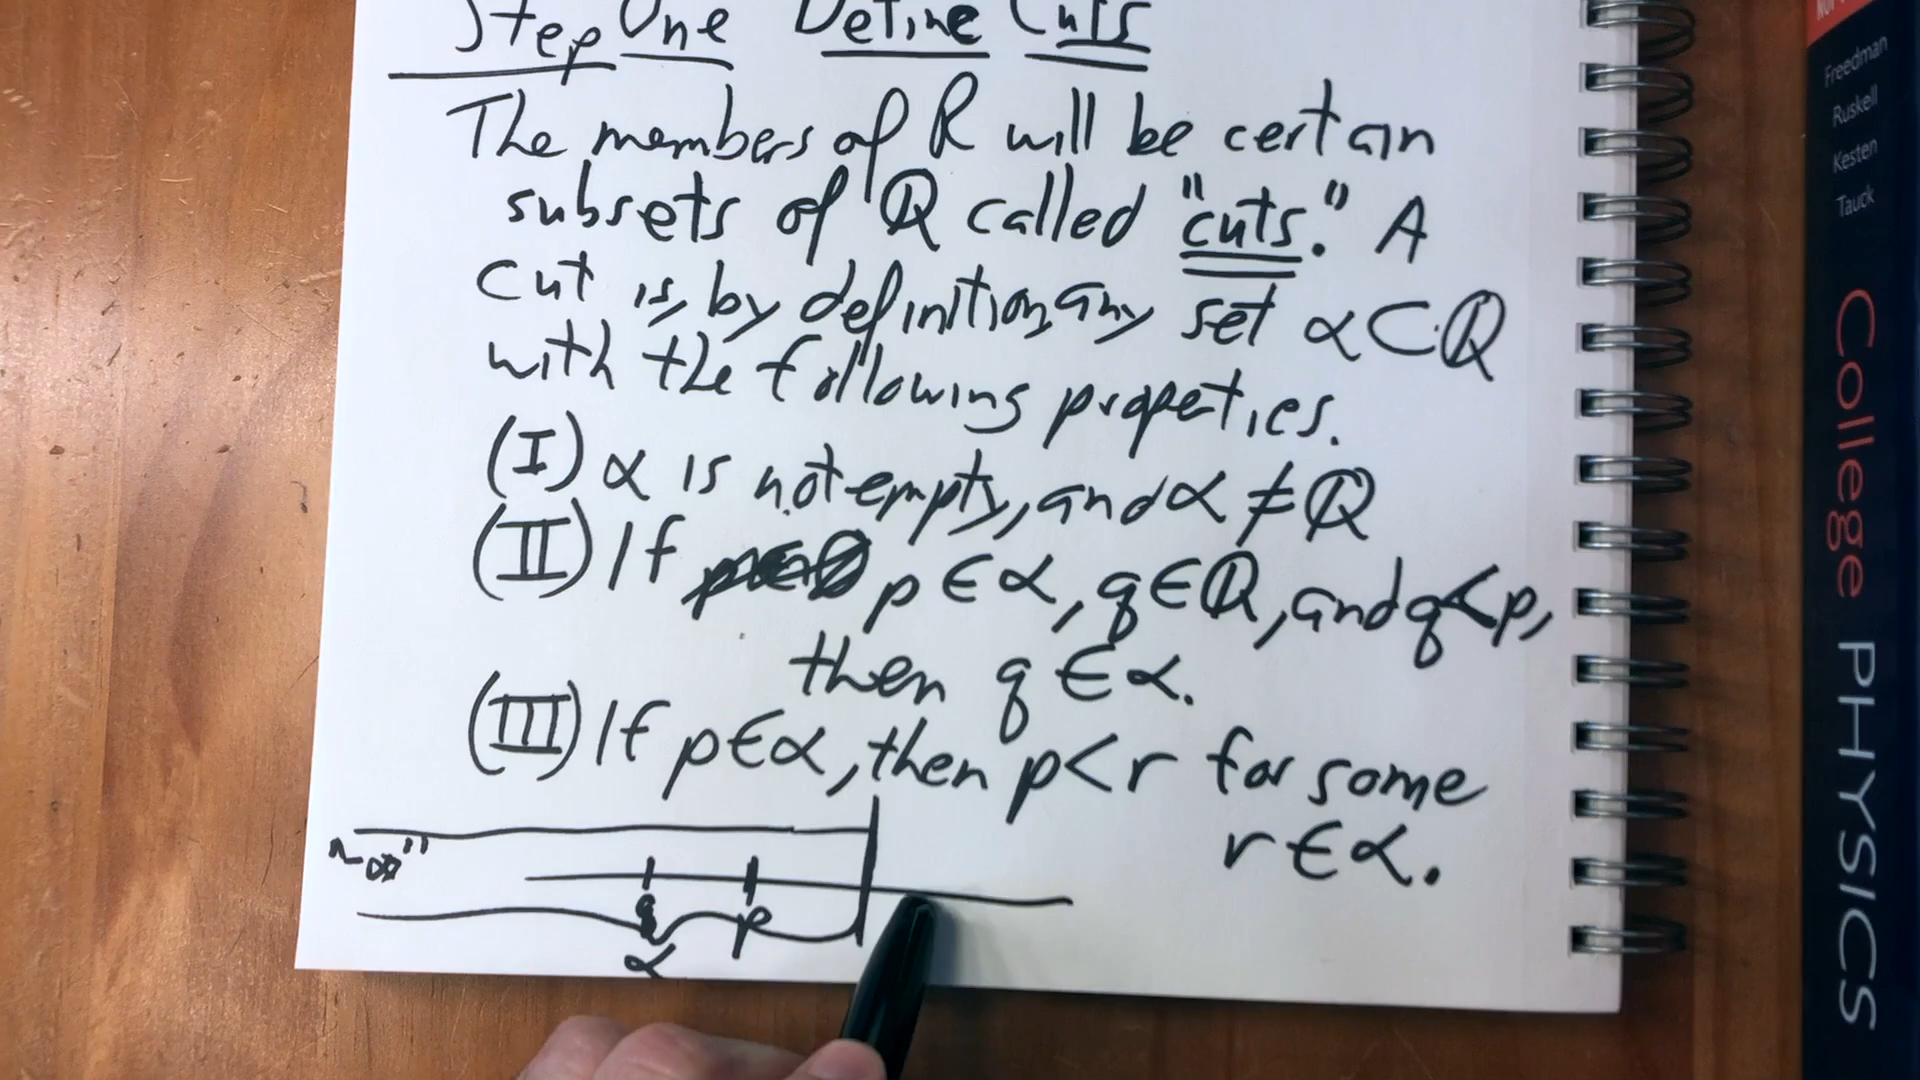 Step One Define Cuts
The members of R will be certan
subsets of Q called "cuts." A
cut is, by definition, any set α ⊂ Q
with the following properties.
(I) α is not empty, and α ≠ Q
(II) If p ∈ α, q ∈ Q, and q < p,
then q ∈ α.
(III) If p ∈ α, then p < r for some
r ∈ α.
"-∞"
q p
α
Freedman
Ruskell
Kesten
Tauck
College PHYSICS